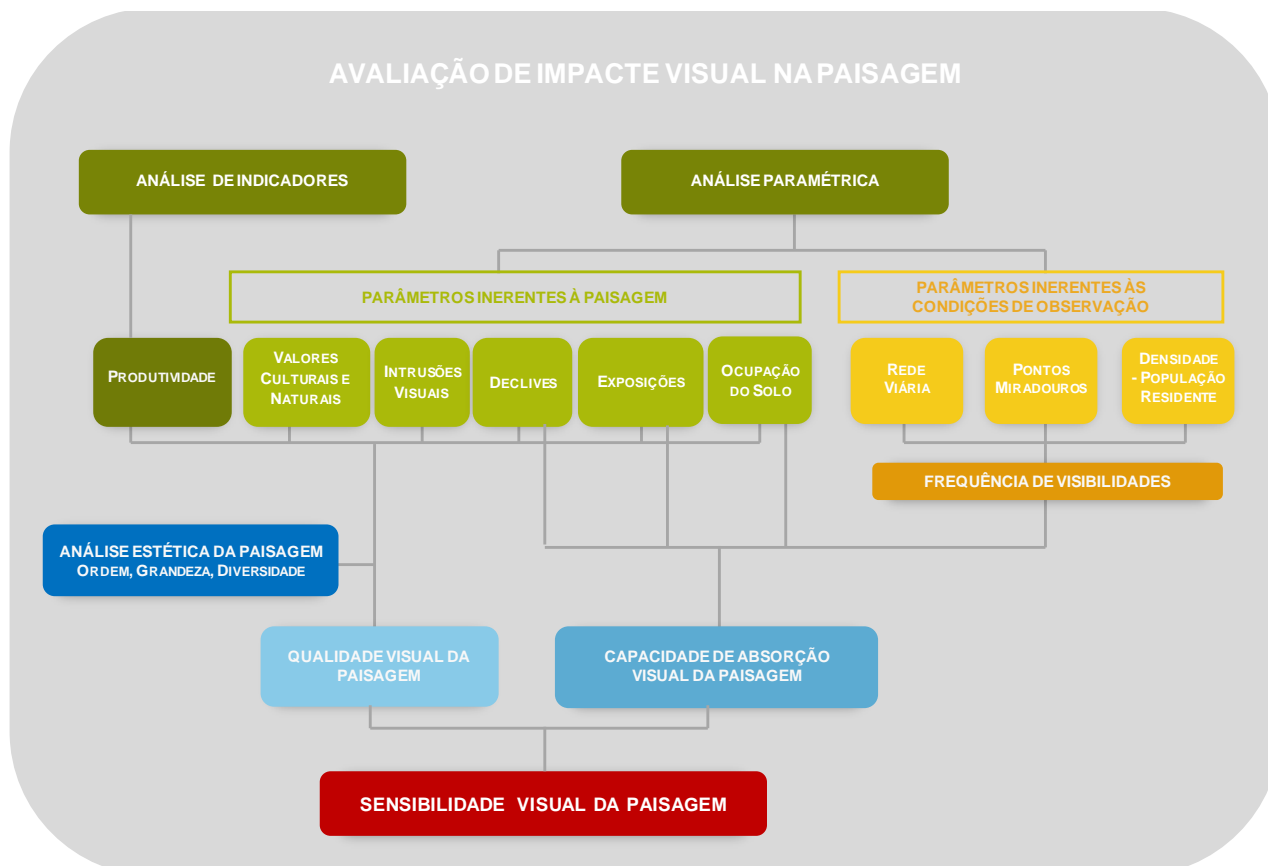 AVALIAÇÃO DE IMPACTE VISUAL NA PAISAGEM
ANÁLISE DE INDICADORES
ANÁLISE PARAMÉTRICA
PARÂMETROS INERENTES À PAISAGEM
PARÂMETROS INERENTES ÀS
CONDIÇÕES DE OBSERVAÇÃO
PRODUTIVIDADE
VALORES
CULTURAIS E
NATURAIS
INTRUSÕES
VISUAIS
DECLIVES
EXPOSIÇÕES
OCUPAÇÃO
DO SOLO
REDE
VIÁRIA
PONTOS
MIRADOUROS
DENSIDADE
- POPULAÇÃO
RESIDENTE
FREQUÊNCIA DE VISIBILIDADES
ANÁLISE ESTÉTICA DA PAISAGEM
ORDEM, GRANDEZA, DIVERSIDADE
QUALIDADE VISUAL DA
PAISAGEM
CAPACIDADE DE ABSORÇÃO
VISUAL DA PAISAGEM
SENSIBILIDADE VISUAL DA PAISAGEM